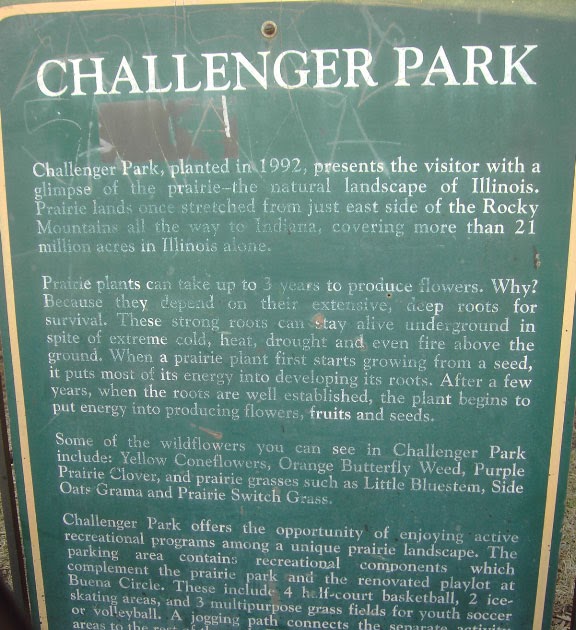 CHALLENGER PARK
Challenger Park, planted in 1992, presents the visitor with a
glimpse of the prairie-the natural landscape of Illinois.
Prairie lands once stretched from just east side of the Rocky
Mountains all the way to Indiana, covering more than 21
million acres in Illinois alone.
Prairie plants can take up to 3 years to produce flowers. Why?
Because they depend on their extensive, deep roots for
survival. These strong roots can stay alive underground in
spite of extreme cold, heat, drought and even fire above the
ground. When a prairie plant first starts growing from a seed,
it puts most of its energy into developing its roots. After a few
years, when the roots are well established, the plant begins to
put energy into producing flowers, fruits and seeds.
Some of the wildflowers you can see in Challenger Park
include: Yellow Coneflowers, Orange Butterfly Weed, Purple
Prairie Clover, and prairie grasses such as Little Bluestem, Side
Oats Grama and Prairie Switch Grass.
Challenger Park offers the opportunity of enjoying active
recreational programs among a unique prairie landscape. The
parking area contains recreational components which
complement the prairie park and the renovated playlot at
Buena Circle. These include 4 half-court basketball, 2 ice-
skating areas, and 3 multipurpose grass fields for youth soccer
or volleyball. A jogging path connects the separate activity
areas to the rest of the